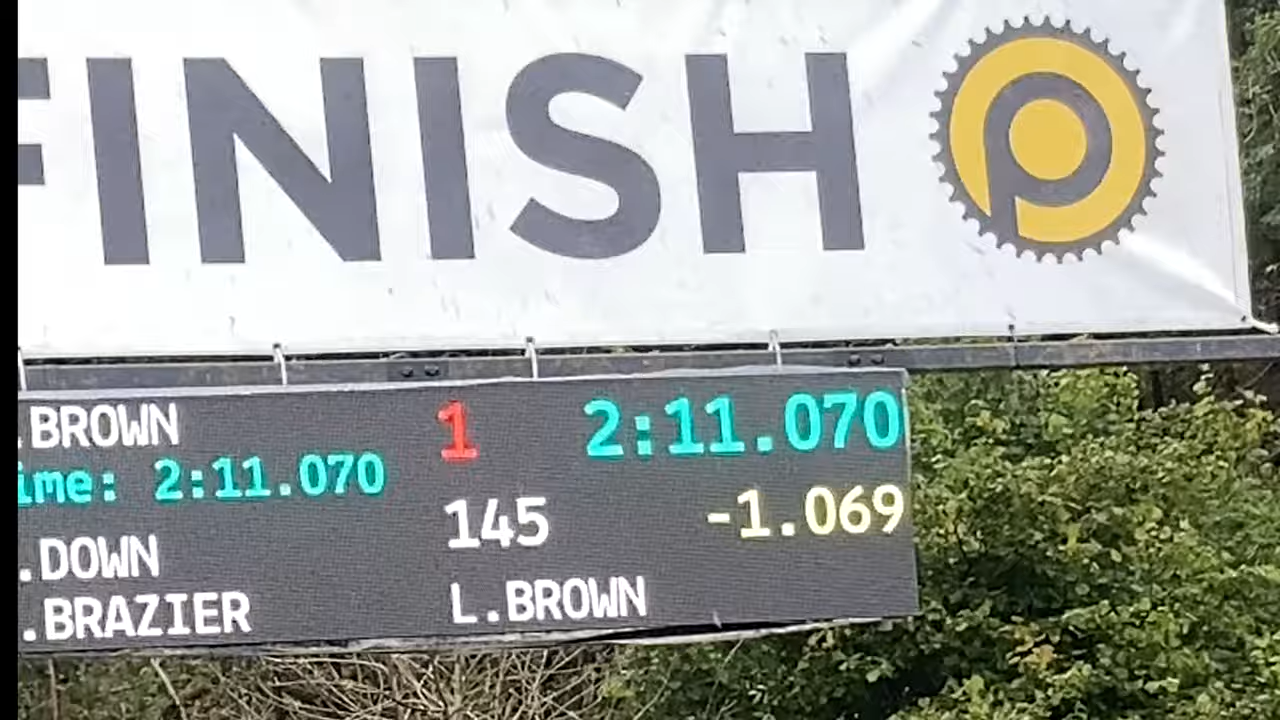 FINISH
.BROWN 1 2:11.070
ime: 2:11.070
145 -1.069
.DOWN
.BRAZIER L.BROWN